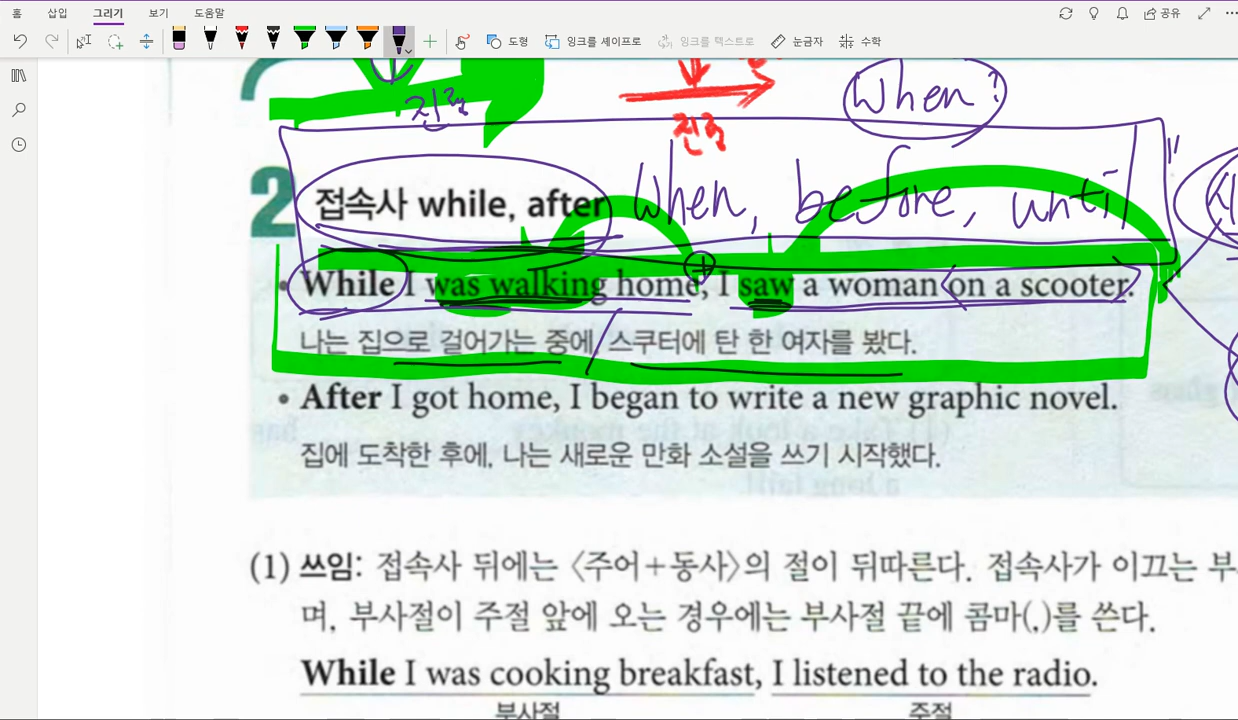 홈 삽입 그리기 보기 도움말 공유
도형 잉크를 셰이프로 잉크를 텍스트로 눈금자 수학
진행
진행
When?
2 접속사 while, after when, before, until
• While I was walking home, I saw a woman on a scooter.
나는 집으로 걸어가는 중에 스쿠터에 탄 한 여자를 봤다.
• After I got home, I began to write a new graphic novel.
집에 도착한 후에, 나는 새로운 만화 소설을 쓰기 시작했다.
(1) 쓰임: 접속사 뒤에는 〈주어+동사〉의 절이 뒤따른다. 접속사가 이끄는 부
며, 부사절이 주절 앞에 오는 경우에는 부사절 끝에 콤마(,)를 쓴다.
While I was cooking breakfast, I listened to the radio.
부사절 주절